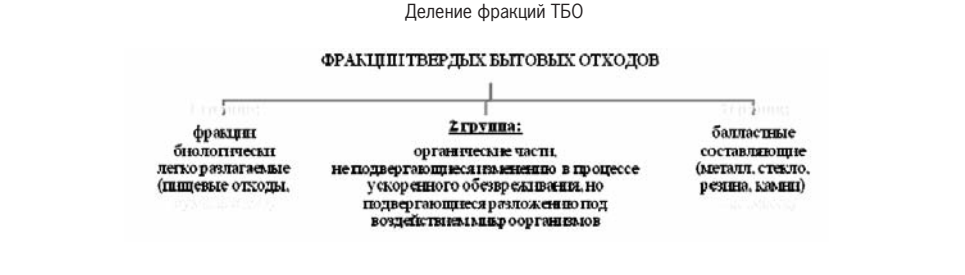 Деление фракций ТБО
ФРАКЦИИ ТВЕРДЫХ БЫТОВЫХ ОТХОДОВ
фракции
биологически
легко разлагаемые
(пищевые отходы,
2 группа:
органические части,
не подвергающиеся изменению в процессе
ускоренного обезвреживания, но
подвергающиеся разложению под
воздействием микроорганизмов
балластные
составляющие
(металл, стекло,
резина, камни)